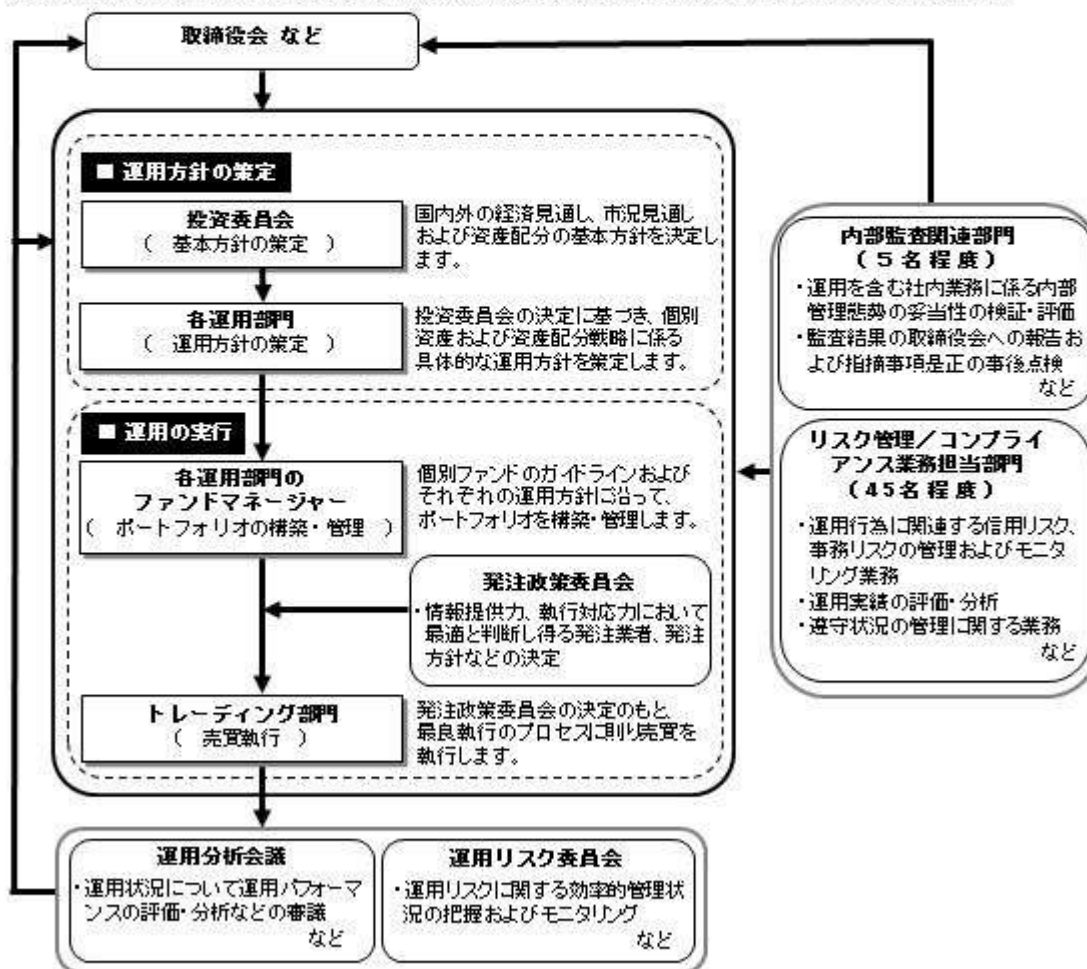 取締役会 など
■ 運用方針の策定
投資委員会
( 基本方針の策定 )
国内外の経済見通し、市況見通し
および資産配分の基本方針を決定し
ます。
各運用部門
( 運用方針の策定 )
投資委員会の決定に基づき、個別
資産および資産配分戦略に係る
具体的な運用方針を策定します。
■ 運用の実行
各運用部門の
ファンドマネージャー
( ポートフォリオの構築・管理 )
個別ファンドのガイドラインおよび
それぞれの運用方針に沿って、
ポートフォリオを構築・管理します。
発注政策委員会
・情報提供力、執行対応力において
最適と判断し得る発注業者、発注
方針などの決定
トレーディング部門
( 売買執行 )
発注政策委員会の決定のもと、
最良執行のプロセスに則り売買を
執行します。
運用分析会議
・運用状況について運用パフォーマ
ンスの評価・分析などの審議
など
運用リスク委員会
・運用リスクに関する効率的管理状
況の把握およびモニタリング
など
内部監査関連部門
(5名程度)
・運用を含む社内業務に係る内部
管理態勢の妥当性の検証・評価
・監査結果の取締役会への報告お
よび指摘事項是正の事後点検
など
リスク管理/コンプライ
アンス業務担当部門
(45名程度)
・運用行為に関連する信用リスク、
事務リスクの管理およびモニタ
リング業務
・運用実績の評価・分析
・遵守状況の管理に関する業務
など